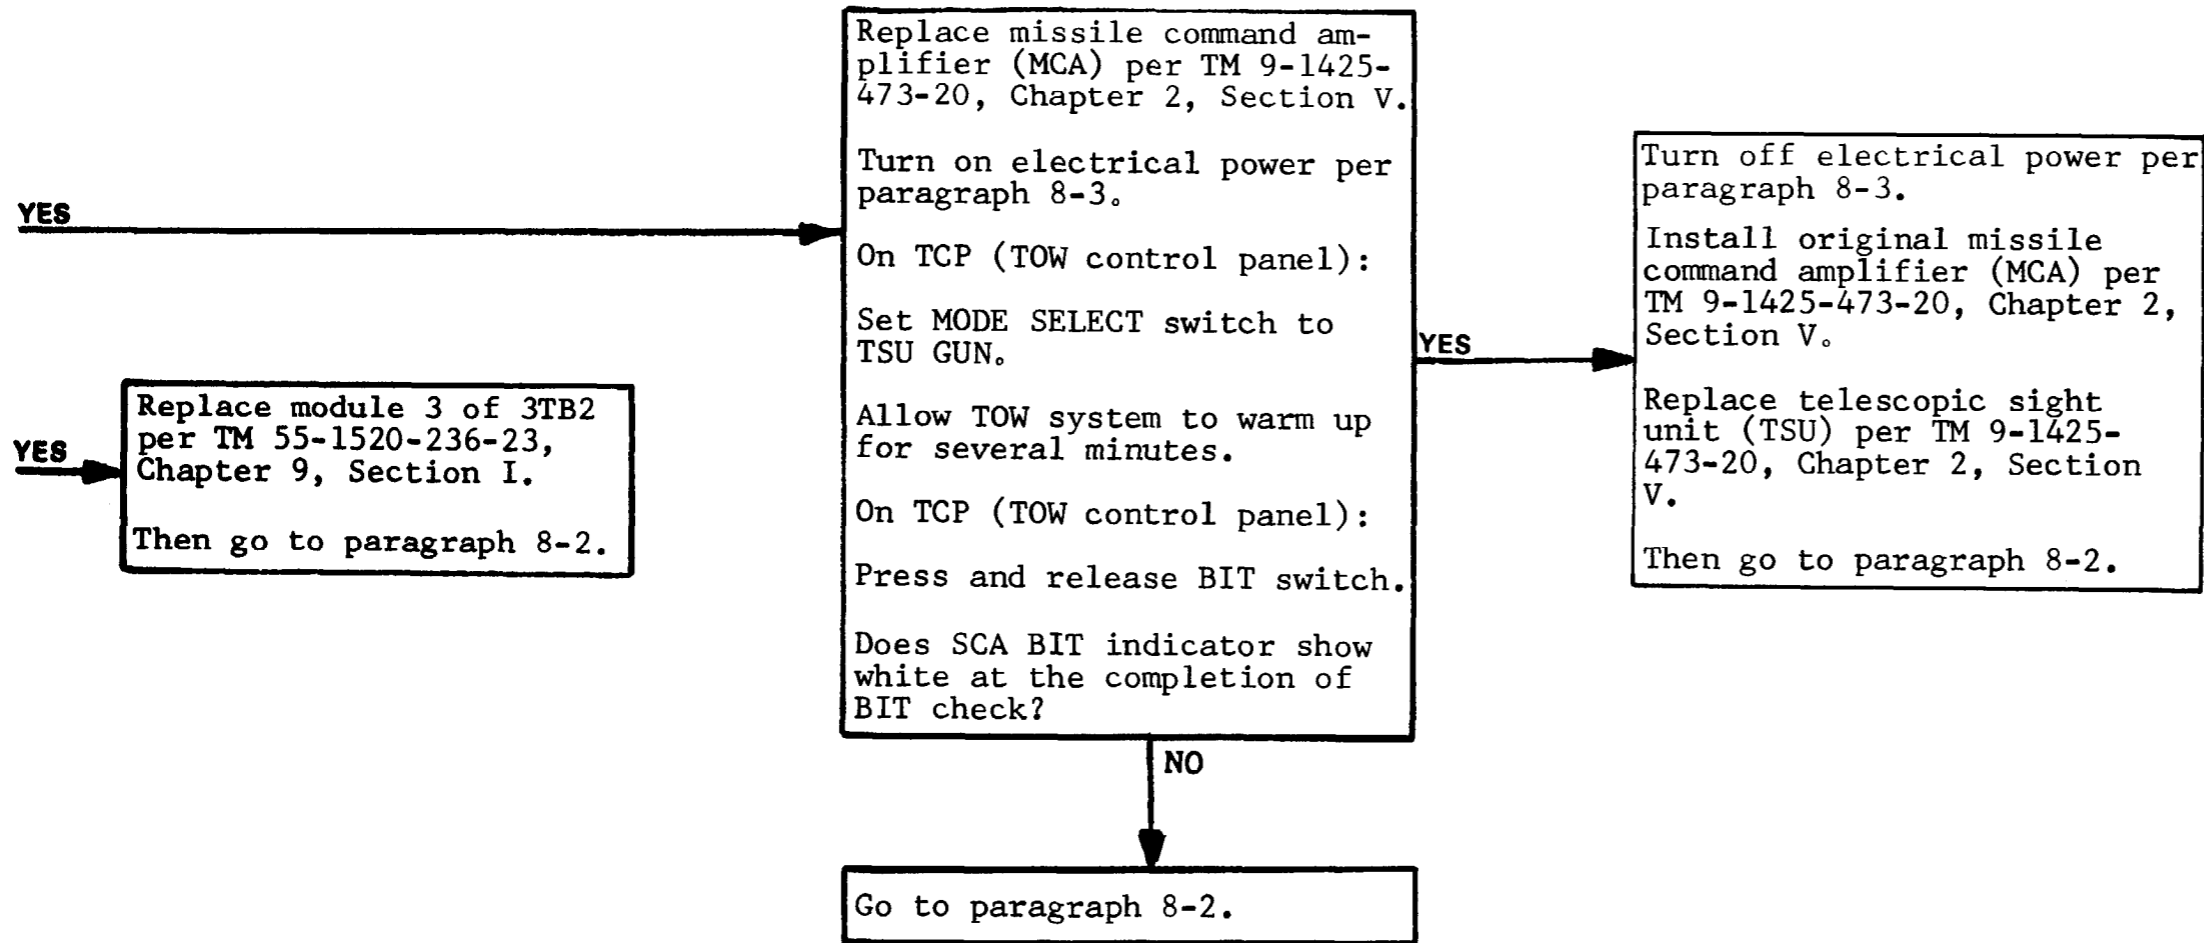 YES
Replace missile command am-
plifier (MCA) per TM 9-1425-
473-20, Chapter 2, Section V.
Turn on electrical power per
paragraph 8-3.
On TCP (TOW control panel):
Set MODE SELECT switch to
TSU GUN.
Allow TOW system to warm up
for several minutes.
On TCP (TOW control panel):
Press and release BIT switch.
Does SCA BIT indicator show
white at the completion of
BIT check?
YES
Turn off electrical power per
paragraph 8-3.
Install original missile
command amplifier (MCA) per
TM 9-1425-473-20, Chapter 2,
Section V.
Replace telescopic sight
unit (TSU) per TM 9-1425-
473-20, Chapter 2, Section
V.
Then go to paragraph 8-2.
YES
Replace module 3 of 3TB2
per TM 55-1520-236-23,
Chapter 9, Section I.
Then go to paragraph 8-2.
NO
Go to paragraph 8-2.